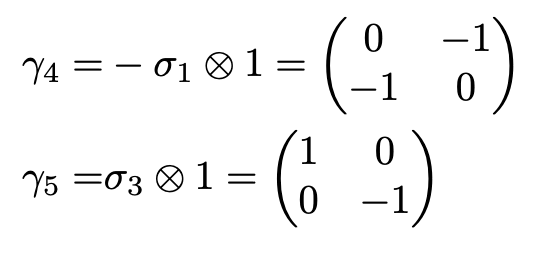 γ₄ = − σ₁ ⊗ 1 = ( 0 −1 ; −1 0 )
γ₅ =σ₃ ⊗ 1 = ( 1 0 ; 0 −1 )